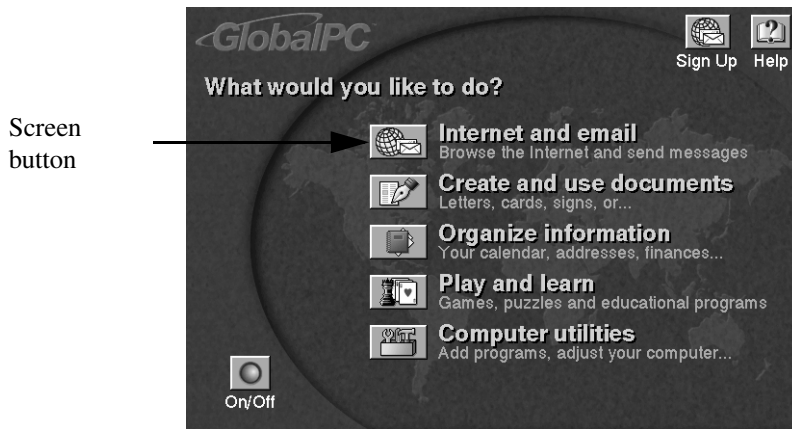 GlobalPC
Sign Up
Help
What would you like to do?
Screen
button
Internet and email
Browse the Internet and send messages
Create and use documents
Letters, cards, signs, or...
Organize information
Your calendar, addresses, finances...
Play and learn
Games, puzzles and educational programs
Computer utilities
Add programs, adjust your computer...
On/Off